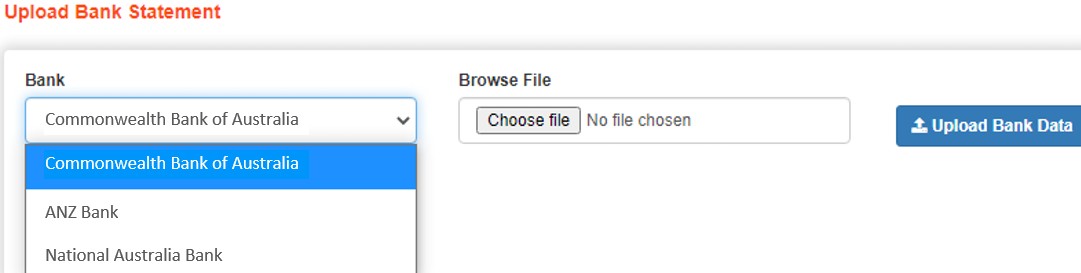 Upload Bank Statement
Bank
Browse File
Commonwealth Bank of Australia
Choose file No file chosen
Upload Bank Data
Commonwealth Bank of Australia
ANZ Bank
National Australia Bank